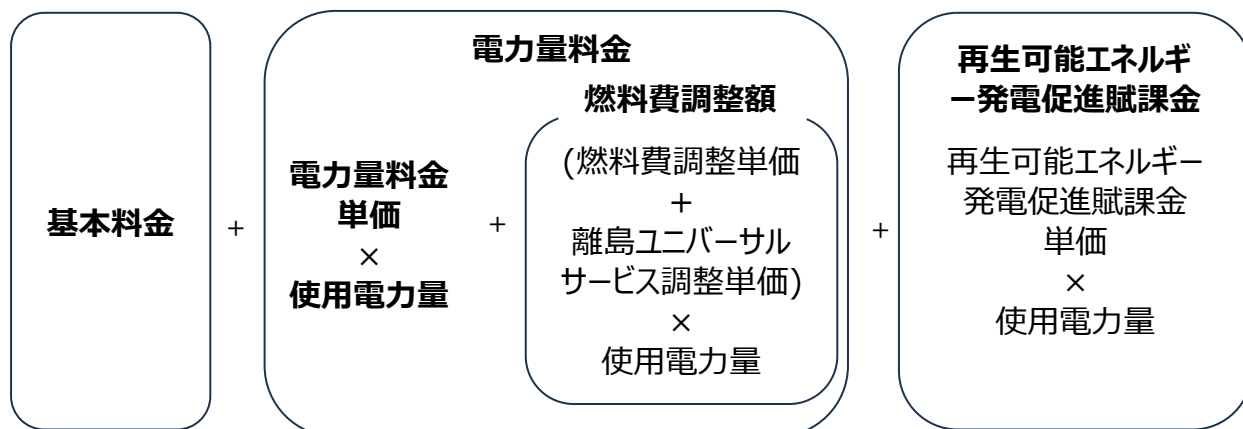 基本料金
+
電力量料金
電力量料金
単価
×
使用電力量
+
燃料費調整額
(燃料費調整単価
+
離島ユニバーサル
サービス調整単価)
×
使用電力量
+
再生可能エネルギ
ー発電促進賦課金
再生可能エネルギー
発電促進賦課金
単価
×
使用電力量